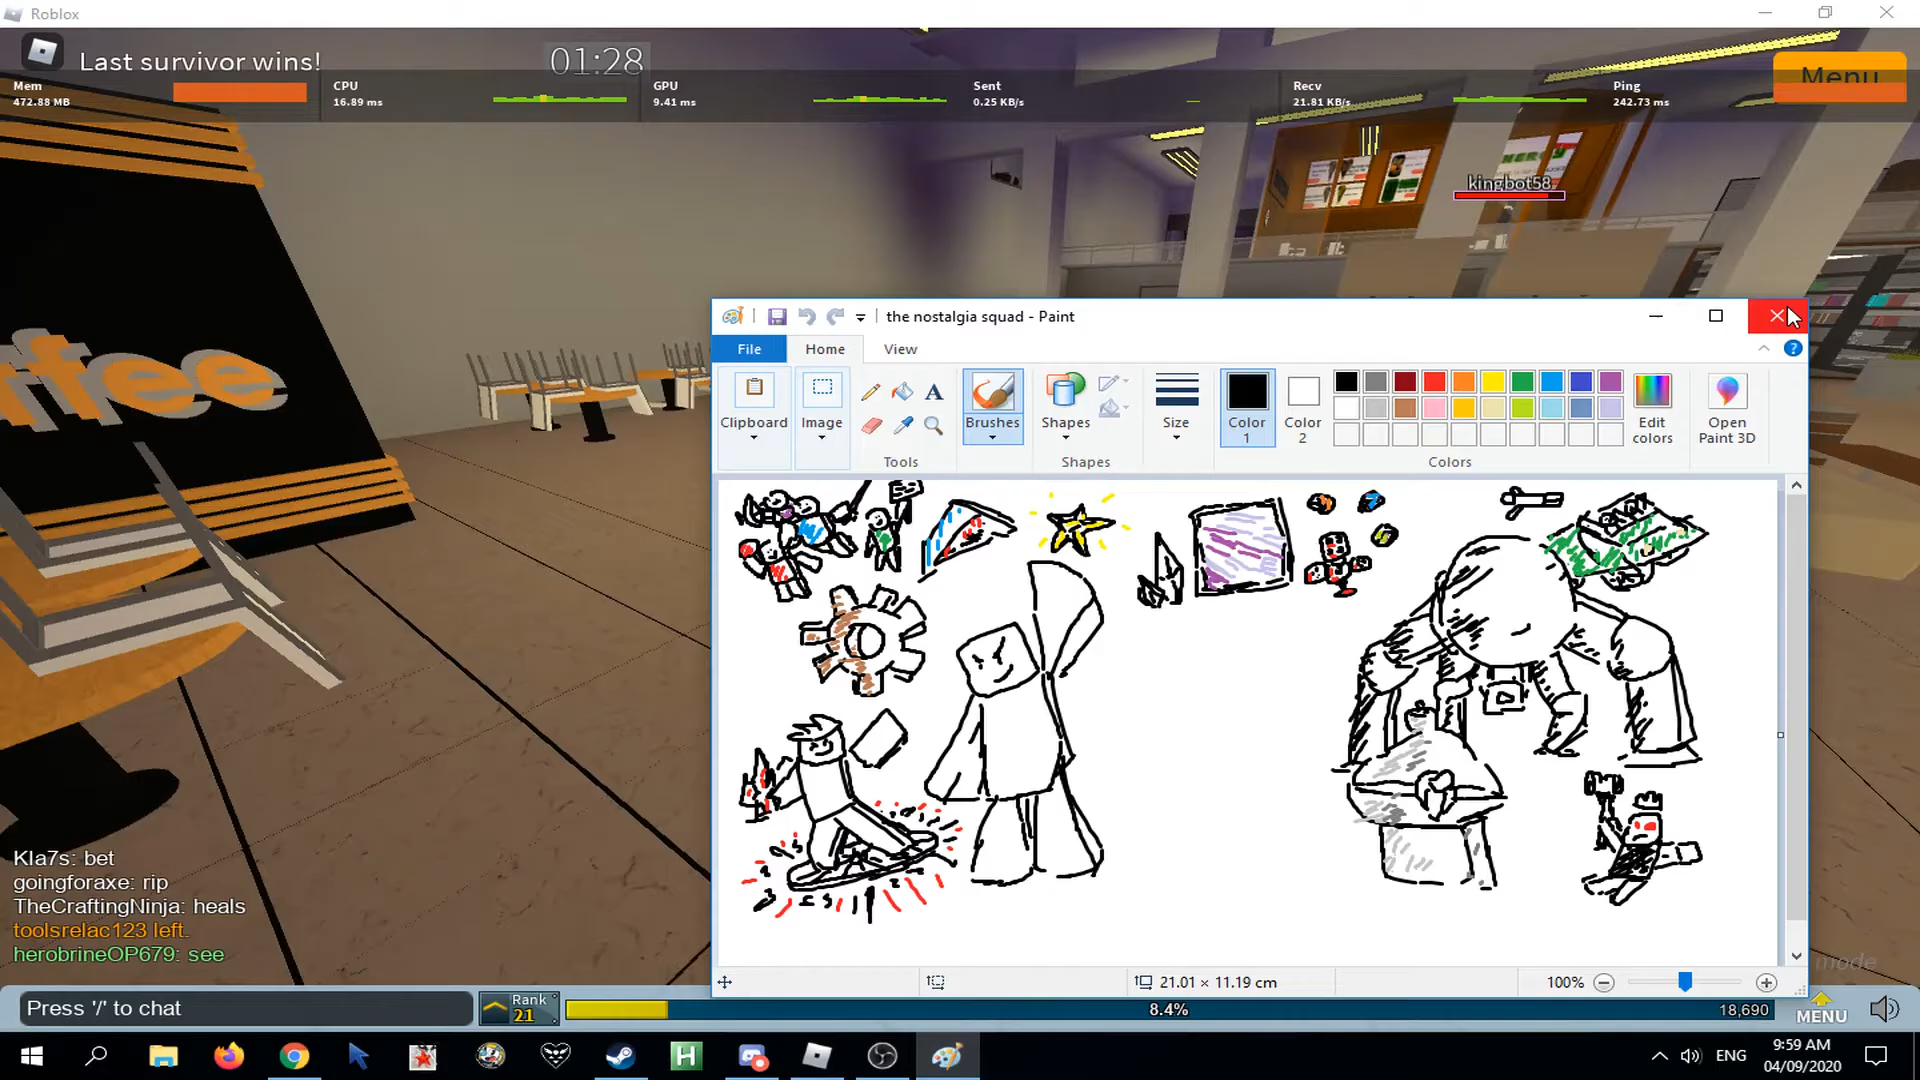 Roblox
Last survivor wins!
01:28
Menu
Mem
472.88 MB
CPU
16.89 ms
GPU
9.41 ms
Sent
0.25 KB/s
Recv
21.81 KB/s
Ping
242.73 ms
kingbot58
ffee
the nostalgia squad - Paint
File
Home
View
Clipboard
Image
Tools
Brushes
Shapes
Shapes
Size
Color 1
Color 2
Edit colors
Open Paint 3D
Colors
Kla7s: bet
goingforaxe: rip
TheCraftingNinja: heals
toolsrelac123 left.
herobrineOP679: see
mode
21.01 × 11.19 cm
100%
Press '/' to chat
Rank
21
8.4%
18,690
MENU
ENG
9:59 AM
04/09/2020